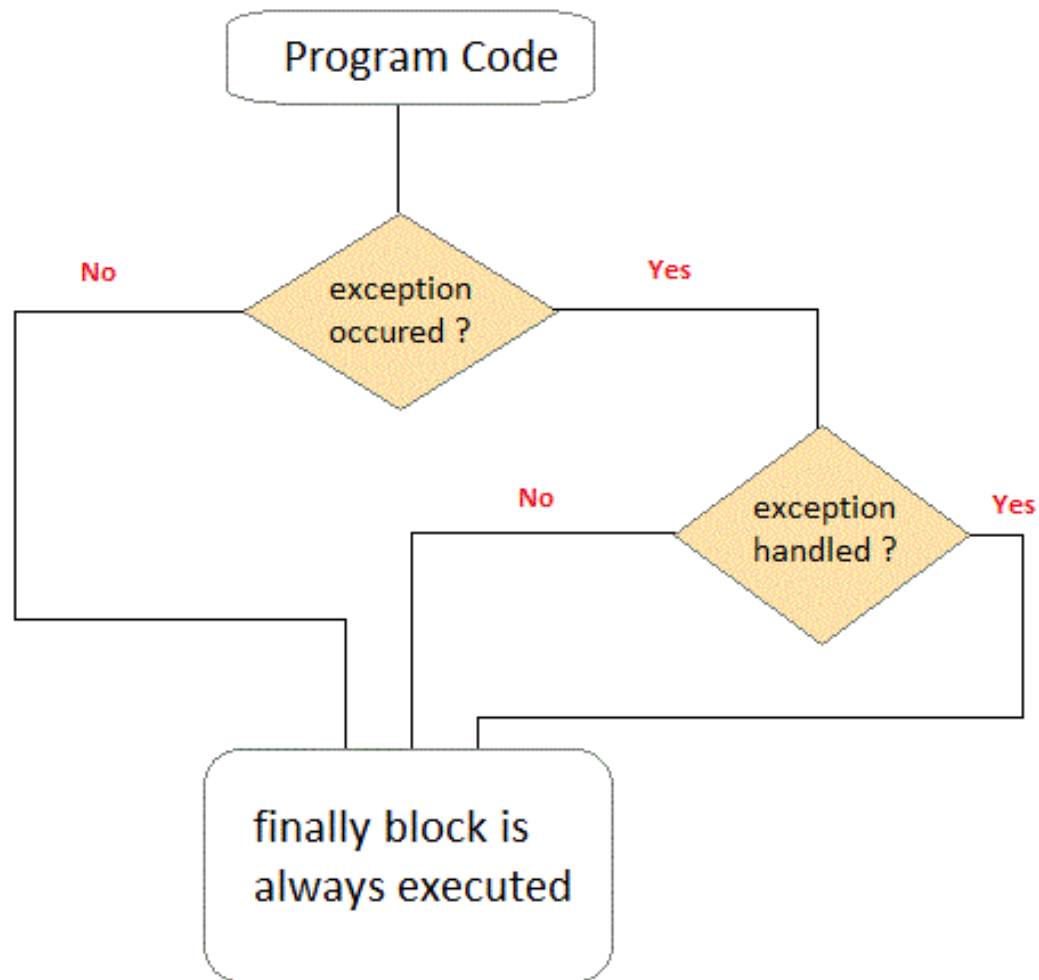 Program Code
No
Yes
exception
occured ?
No
Yes
exception
handled ?
finally block is
always executed